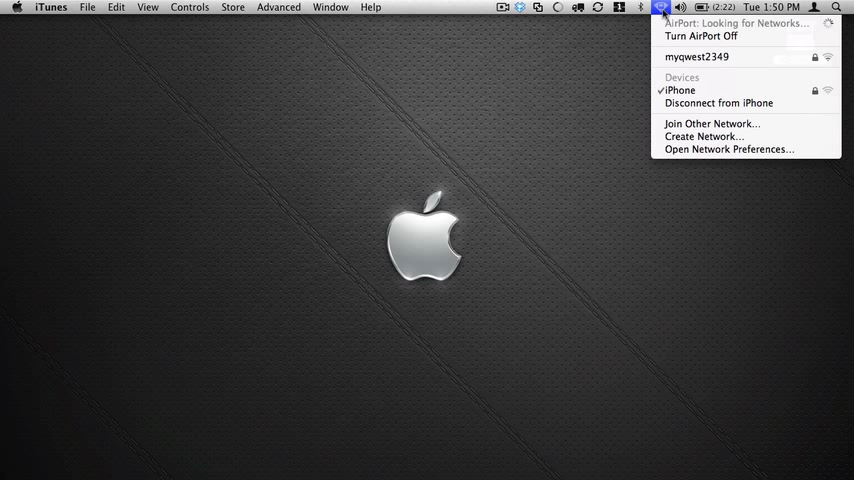 iTunes File Edit View Controls Store Advanced Window Help 1 (2:22) Tue 1:50 PM
AirPort: Looking for Networks...
Turn AirPort Off
myqwest2349
Devices
✓iPhone
Disconnect from iPhone
Join Other Network...
Create Network...
Open Network Preferences...